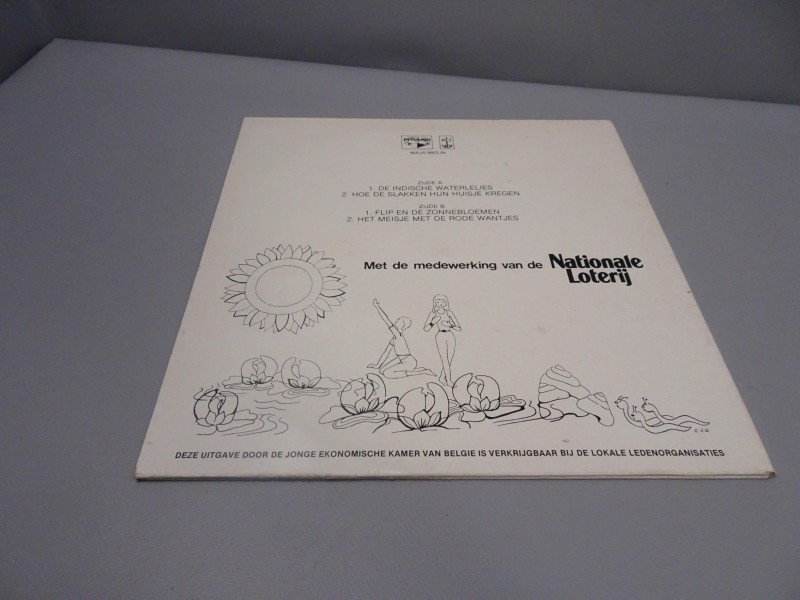 ZIJDE A
1. DE INDISCHE WATERLELIES
2. HOE DE SLAKKEN HUN HUISJE KREGEN
ZIJDE B
1. FLIP EN DE ZONNEBLOEMEN
2. HET MEISJE MET DE RODE WANTJES
Met de medewerking van de Nationale Loterij
DEZE UITGAVE DOOR DE JONGE EKONOMISCHE KAMER VAN BELGIE IS VERKRIJGBAAR BIJ DE LOKALE LEDENORGANISATIES